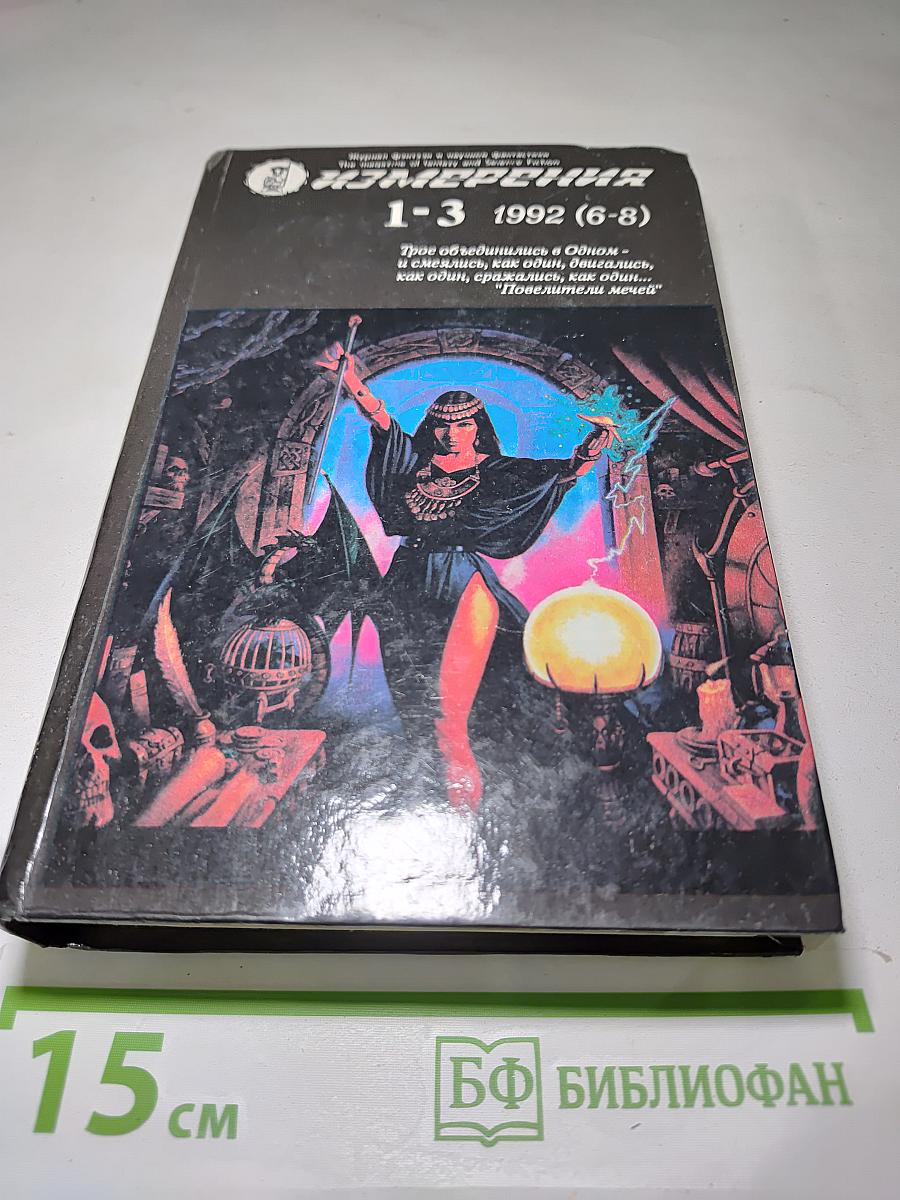 Журнал фэнтези и научной фантастики
The magazine of fantasy and Science Fiction
ИЗМЕРЕНИЯ
1-3 1992 (6-8)
Трое объединились в Одном -
и смеялись, как один, двигались,
как один, сражались, как один...
"Повелители мечей"
15 см
БФ БИБЛИОФАН